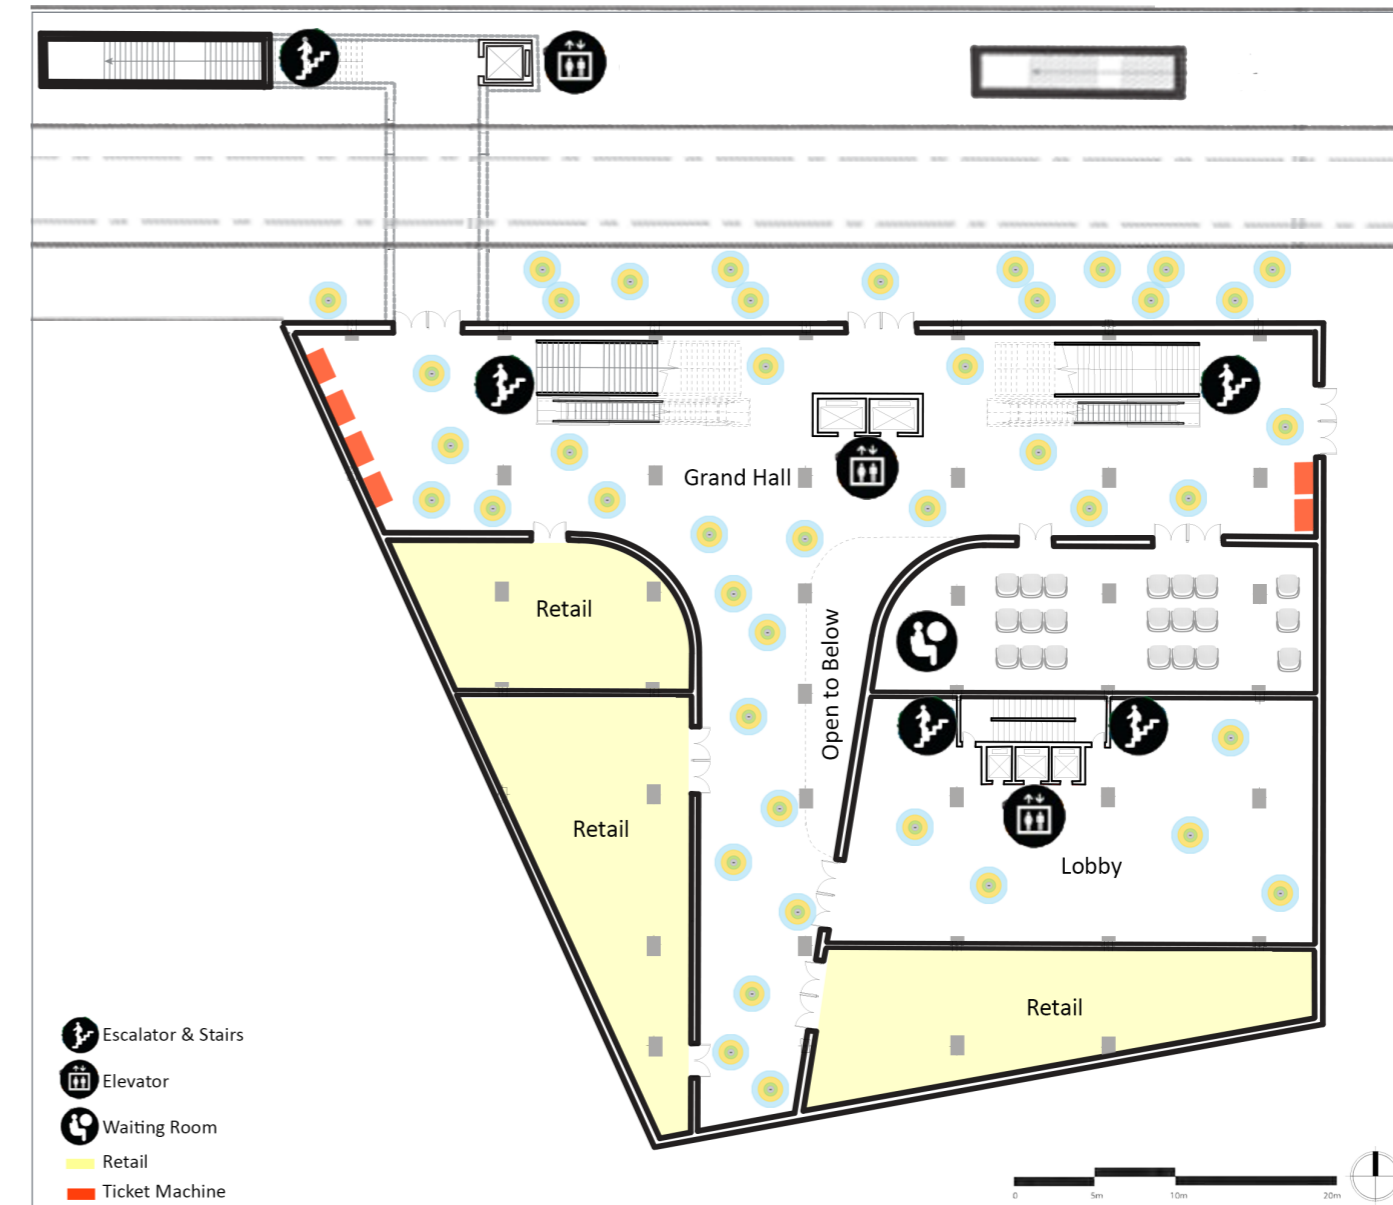 Grand Hall
Retail
Open to Below
Retail
Lobby
Retail
Escalator & Stairs
Elevator
Waiting Room
Retail
Ticket Machine
0 5m 10m 20m